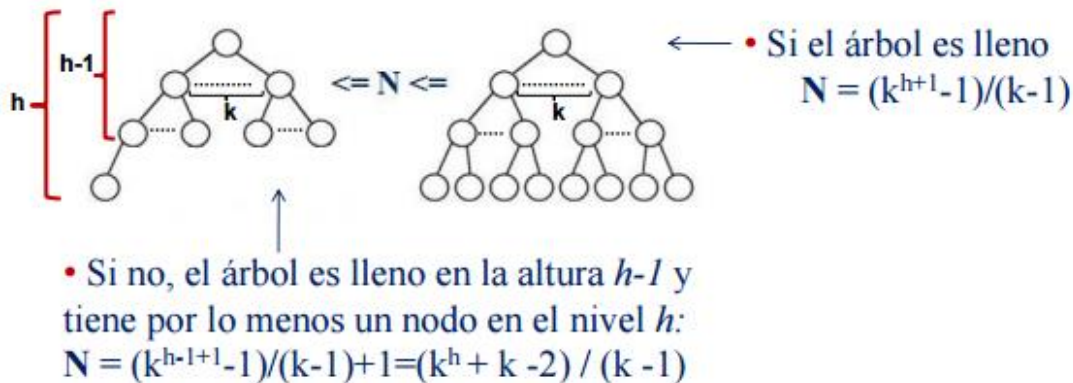 h
h-1
k
<= N <=
k
• Si el árbol es lleno
N = (k^{h+1}-1)/(k-1)
• Si no, el árbol es lleno en la altura h-1 y
tiene por lo menos un nodo en el nivel h:
N = (k^{h-1+1}-1)/(k-1)+1=(k^h + k -2) / (k -1)